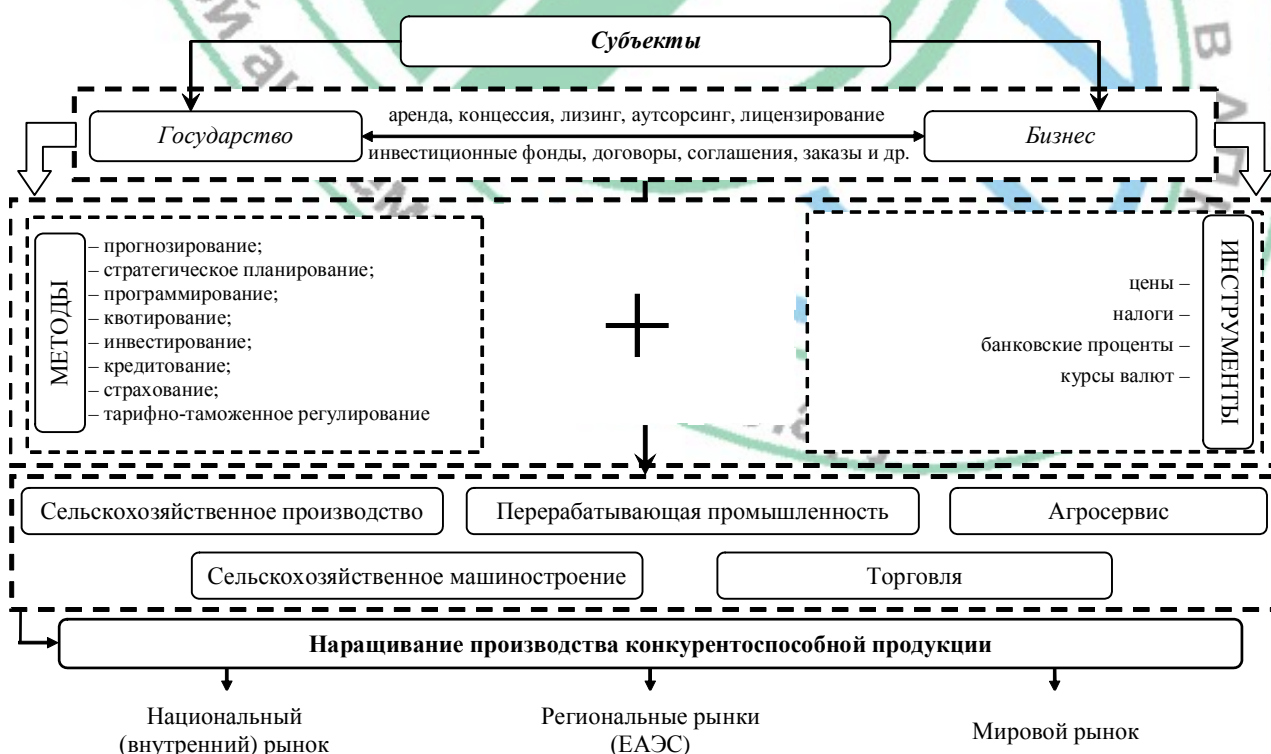 Субъекты
Государство
аренда, концессия, лизинг, аутсорсинг, лицензирование
инвестиционные фонды, договоры, соглашения, заказы и др.
Бизнес
МЕТОДЫ
– прогнозирование;
– стратегическое планирование;
– программирование;
– квотирование;
– инвестирование;
– кредитование;
– страхование;
– тарифно-таможенное регулирование
+
цены –
налоги –
банковские проценты –
курсы валют –
ИНСТРУМЕНТЫ
Сельскохозяйственное производство
Перерабатывающая промышленность
Агросервис
Сельскохозяйственное машиностроение
Торговля
Наращивание производства конкурентоспособной продукции
Национальный
(внутренний) рынок
Региональные рынки
(ЕАЭС)
Мировой рынок